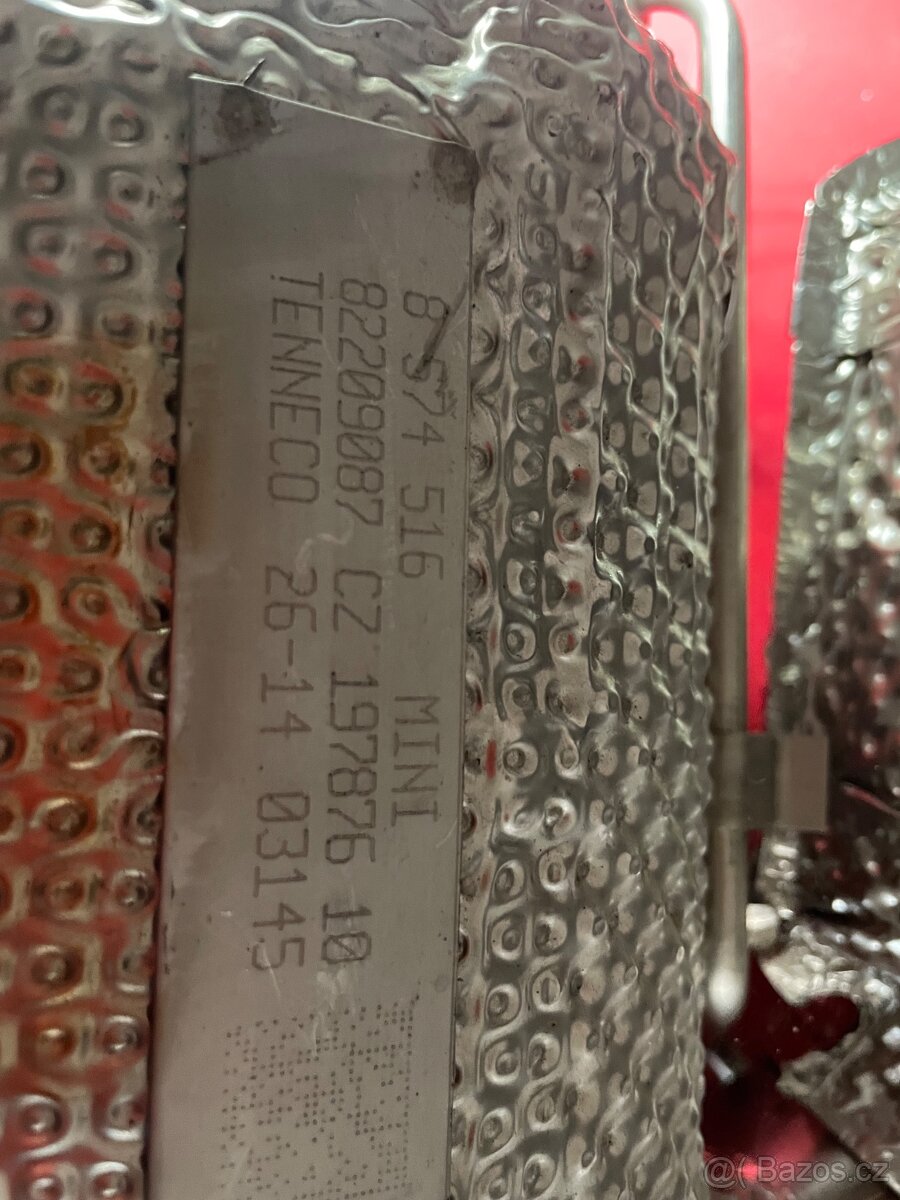 8 574 516 MINI
82209087 CZ 197876 10
TENNECO 26-14 03145
@( Bazos.cz